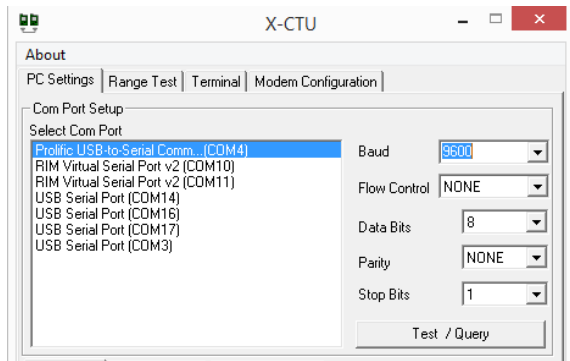 X-CTU
About
PC Settings Range Test Terminal Modem Configuration
Com Port Setup
Select Com Port
Prolific USB-to-Serial Comm...(COM4)
RIM Virtual Serial Port v2 (COM10)
RIM Virtual Serial Port v2 (COM11)
USB Serial Port (COM14)
USB Serial Port (COM16)
USB Serial Port (COM17)
USB Serial Port (COM3)
Baud 9600
Flow Control NONE
Data Bits 8
Parity NONE
Stop Bits 1
Test / Query